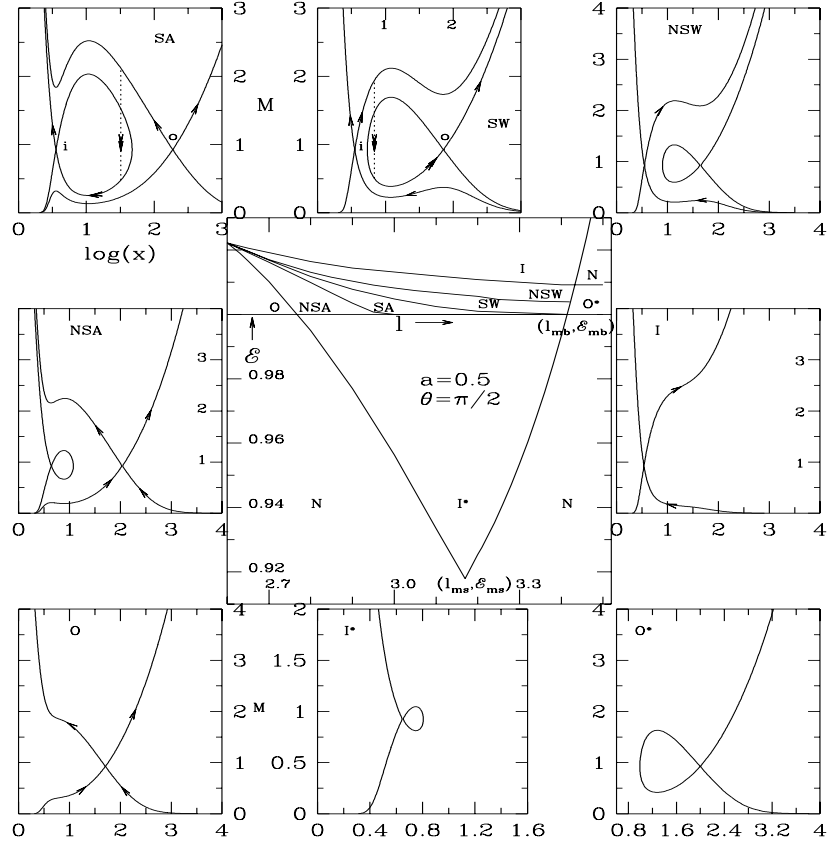 3 SA
2
1
0
0 1 2 3
log(x)
M
1 2
i o
SW
0 1 2 3
i o
4 NSW
3
2
1
0
0 1 2 3 4
I N
NSW
O NSA SA SW O*
l (l_mb,ℰ_mb)
ℰ
0.98
a=0.5
θ=π/2
0.96
0.94
N I* N
0.92
2.7 3.0 (l_ms,ℰ_ms) 3.3
NSA
3
2
1
0 1 2 3 4
I
3
2
1
0 1 2 3 4
O
4
3
2 M
1
0
0 1 2 3 4
I*
2
1.5
1
0.5
0
0 0.4 0.8 1.2 1.6
O*
4
3
2
1
0
0.8 1.6 2.4 3.2 4